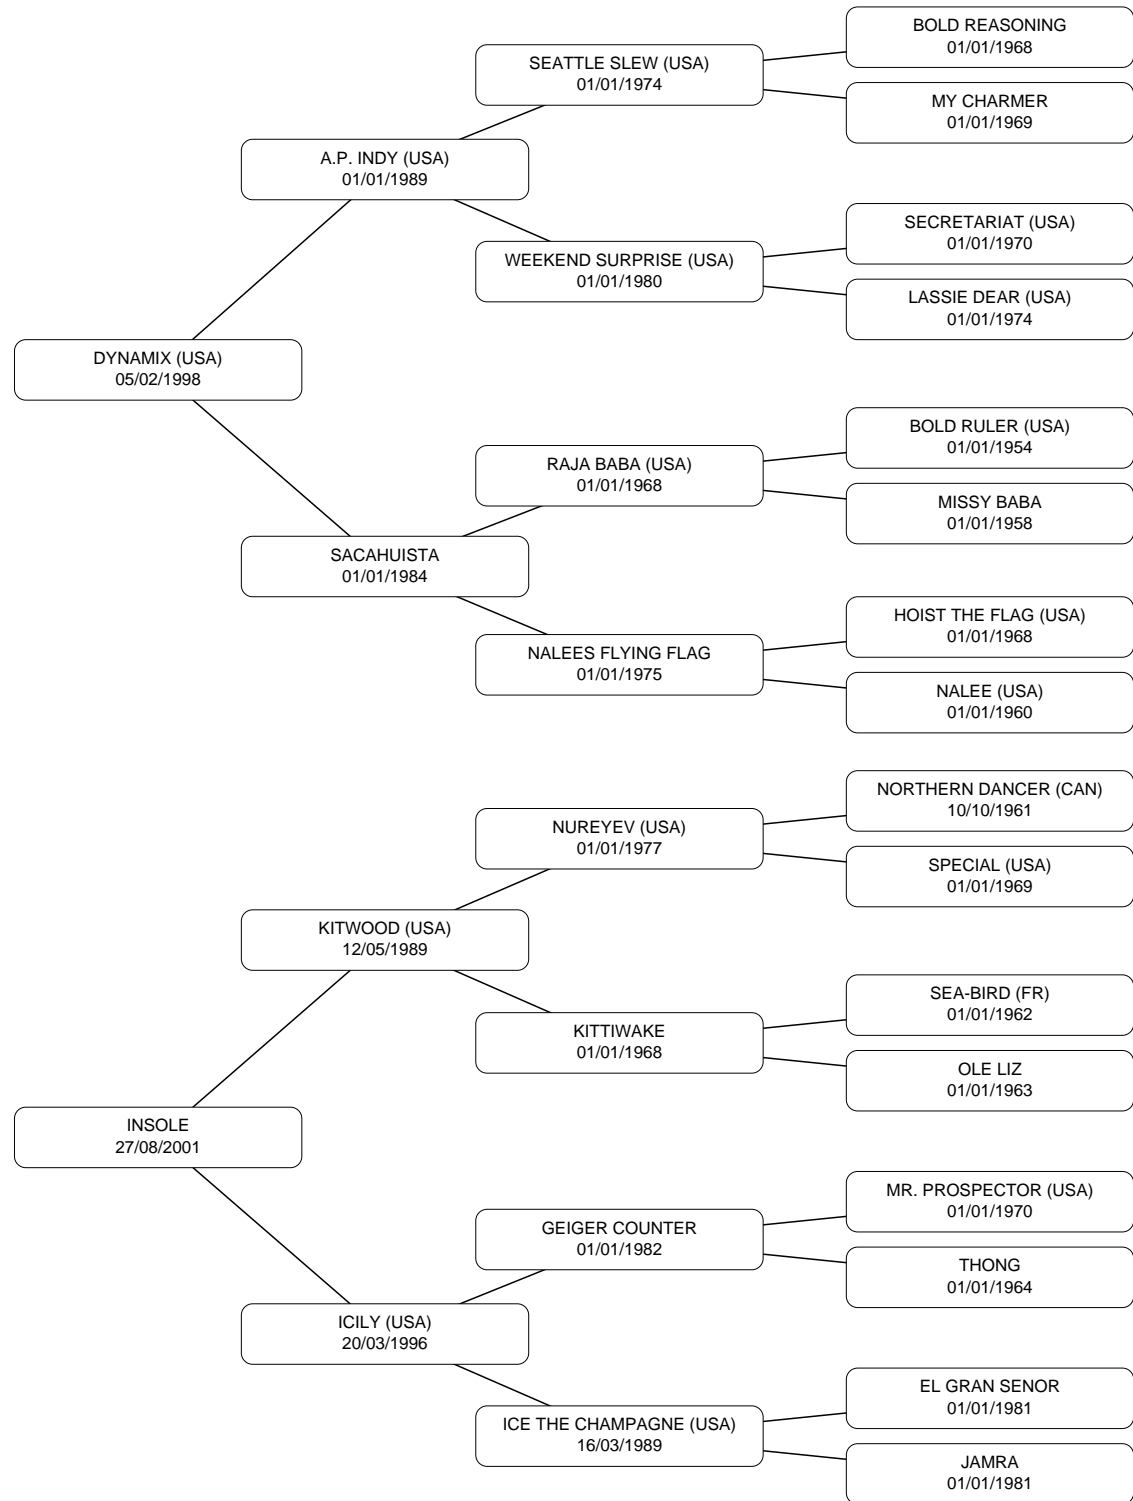 BOLD REASONING
01/01/1968
SEATTLE SLEW (USA)
01/01/1974
MY CHARMER
01/01/1969
A.P. INDY (USA)
01/01/1989
SECRETARIAT (USA)
01/01/1970
WEEKEND SURPRISE (USA)
01/01/1980
LASSIE DEAR (USA)
01/01/1974
DYNAMIX (USA)
05/02/1998
BOLD RULER (USA)
01/01/1954
RAJA BABA (USA)
01/01/1968
MISSY BABA
01/01/1958
SACAHUISTA
01/01/1984
HOIST THE FLAG (USA)
01/01/1968
NALEES FLYING FLAG
01/01/1975
NALEE (USA)
01/01/1960
NORTHERN DANCER (CAN)
10/10/1961
NUREYEV (USA)
01/01/1977
SPECIAL (USA)
01/01/1969
KITWOOD (USA)
12/05/1989
SEA-BIRD (FR)
01/01/1962
KITTIWAKE
01/01/1968
OLE LIZ
01/01/1963
INSOLE
27/08/2001
MR. PROSPECTOR (USA)
01/01/1970
GEIGER COUNTER
01/01/1982
THONG
01/01/1964
ICILY (USA)
20/03/1996
EL GRAN SENOR
01/01/1981
ICE THE CHAMPAGNE (USA)
16/03/1989
JAMRA
01/01/1981